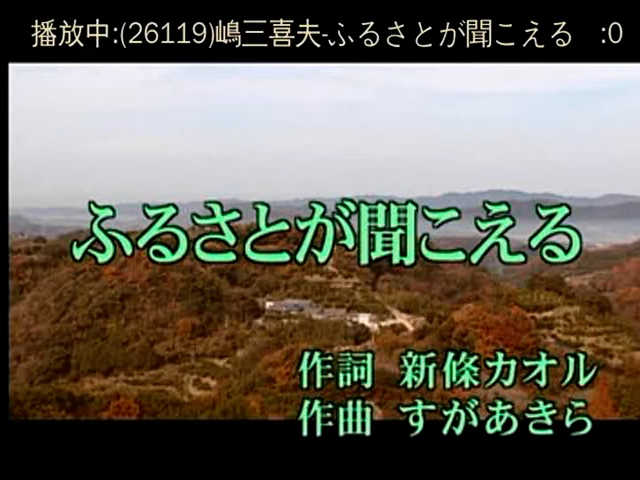 播放中:(26119)嶋三喜夫-ふるさとが聞こえる :0
ふるさとが聞こえる
作詞 新條カオル
作曲 すがあきら